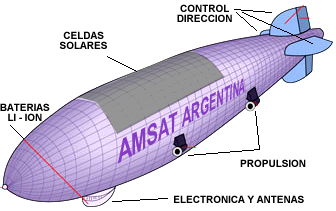 CONTROL
DIRECCION
CELDAS
SOLARES
BATERIAS
LI - ION
AMSAT ARGENTINA
PROPULSION
ELECTRONICA Y ANTENAS